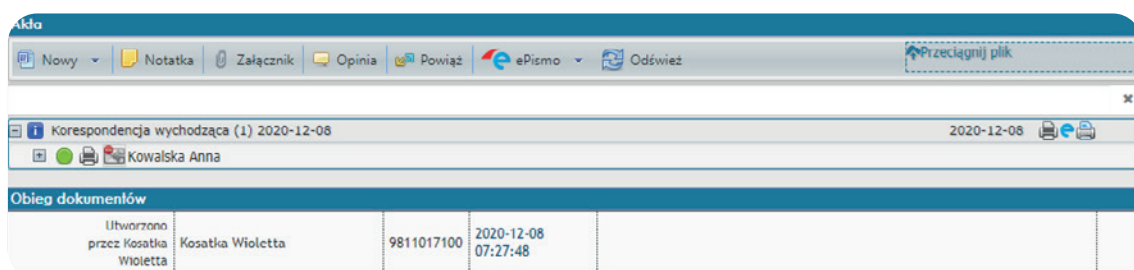 Akta
Nowy Notatka Załącznik Opinia Powiąż ePismo Odśwież Przeciągnij plik
Korespondencja wychodząca (1) 2020-12-08 2020-12-08
Kowalska Anna
Obieg dokumentów
Utworzono
przez Kosatka
Wioletta
Kosatka Wioletta
9811017100
2020-12-08
07:27:48